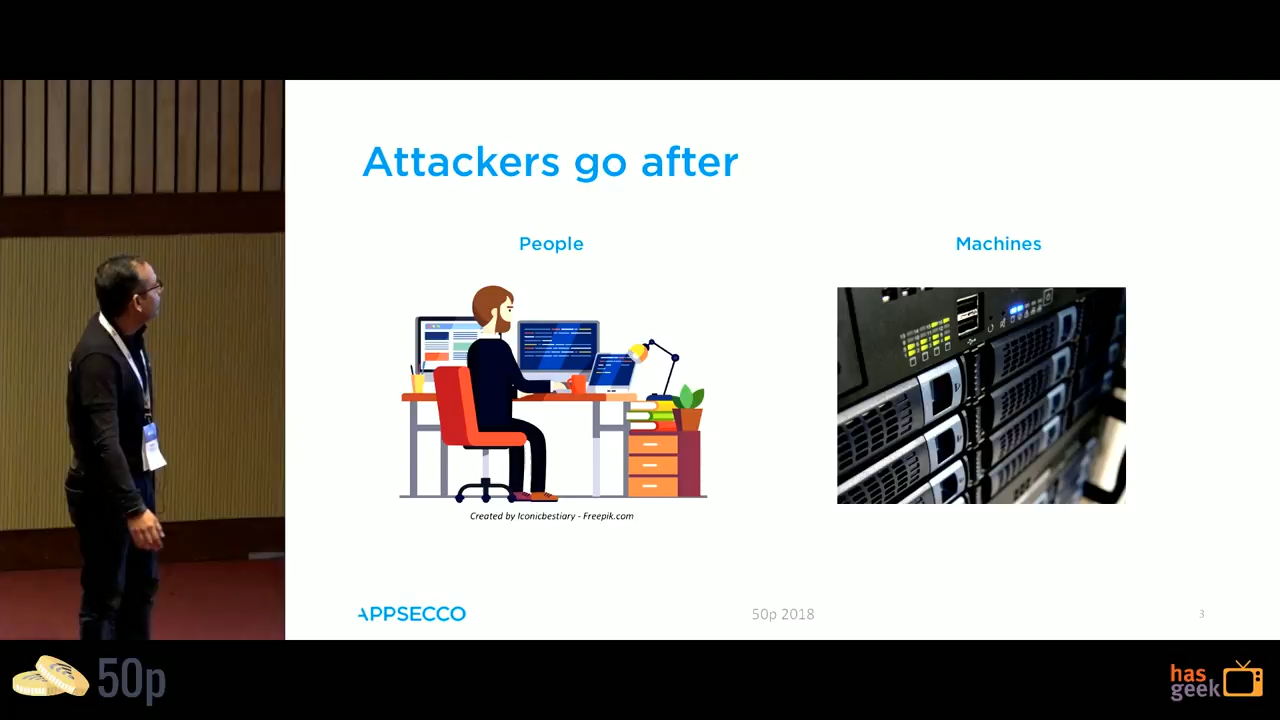 Attackers go after
People
Machines
Created by Iconicbestiary - Freepik.com
APPSECCO
50p 2018
3
50p
has
geek